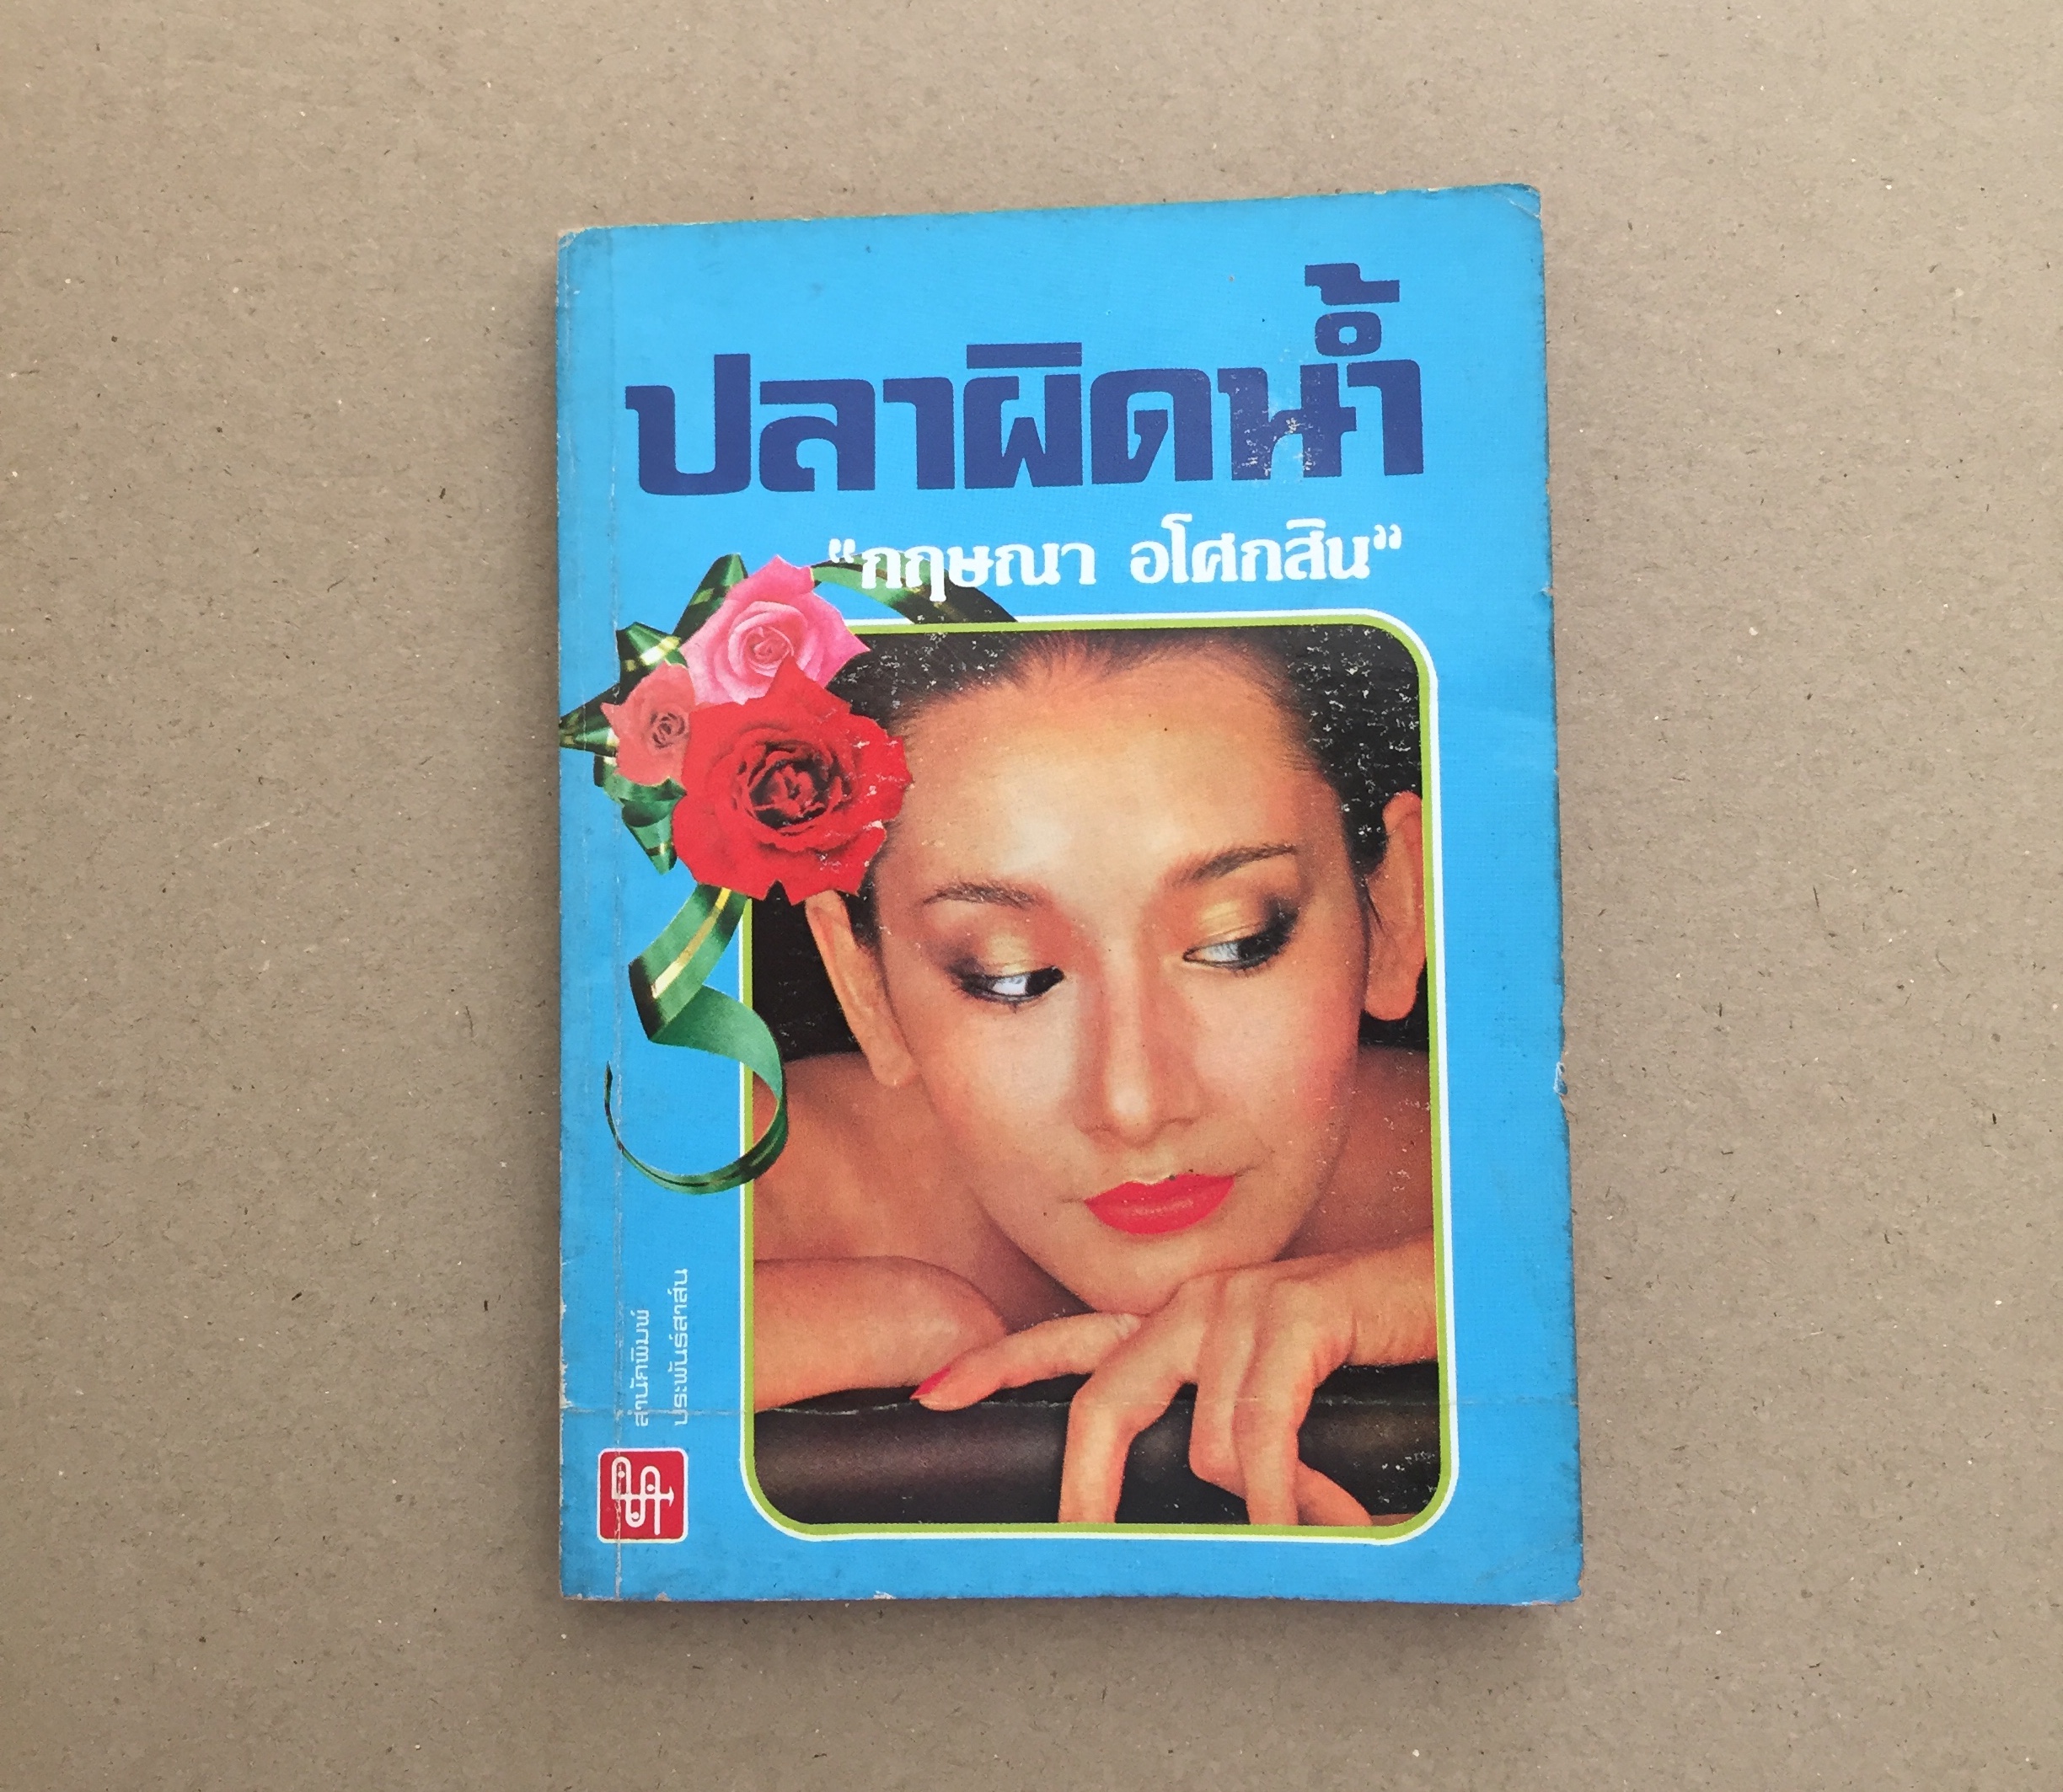 ปลาผิดน้ำ
"กฤษณา อโศกสิน"
สำนักพิมพ์
ประพันธ์สาส์น